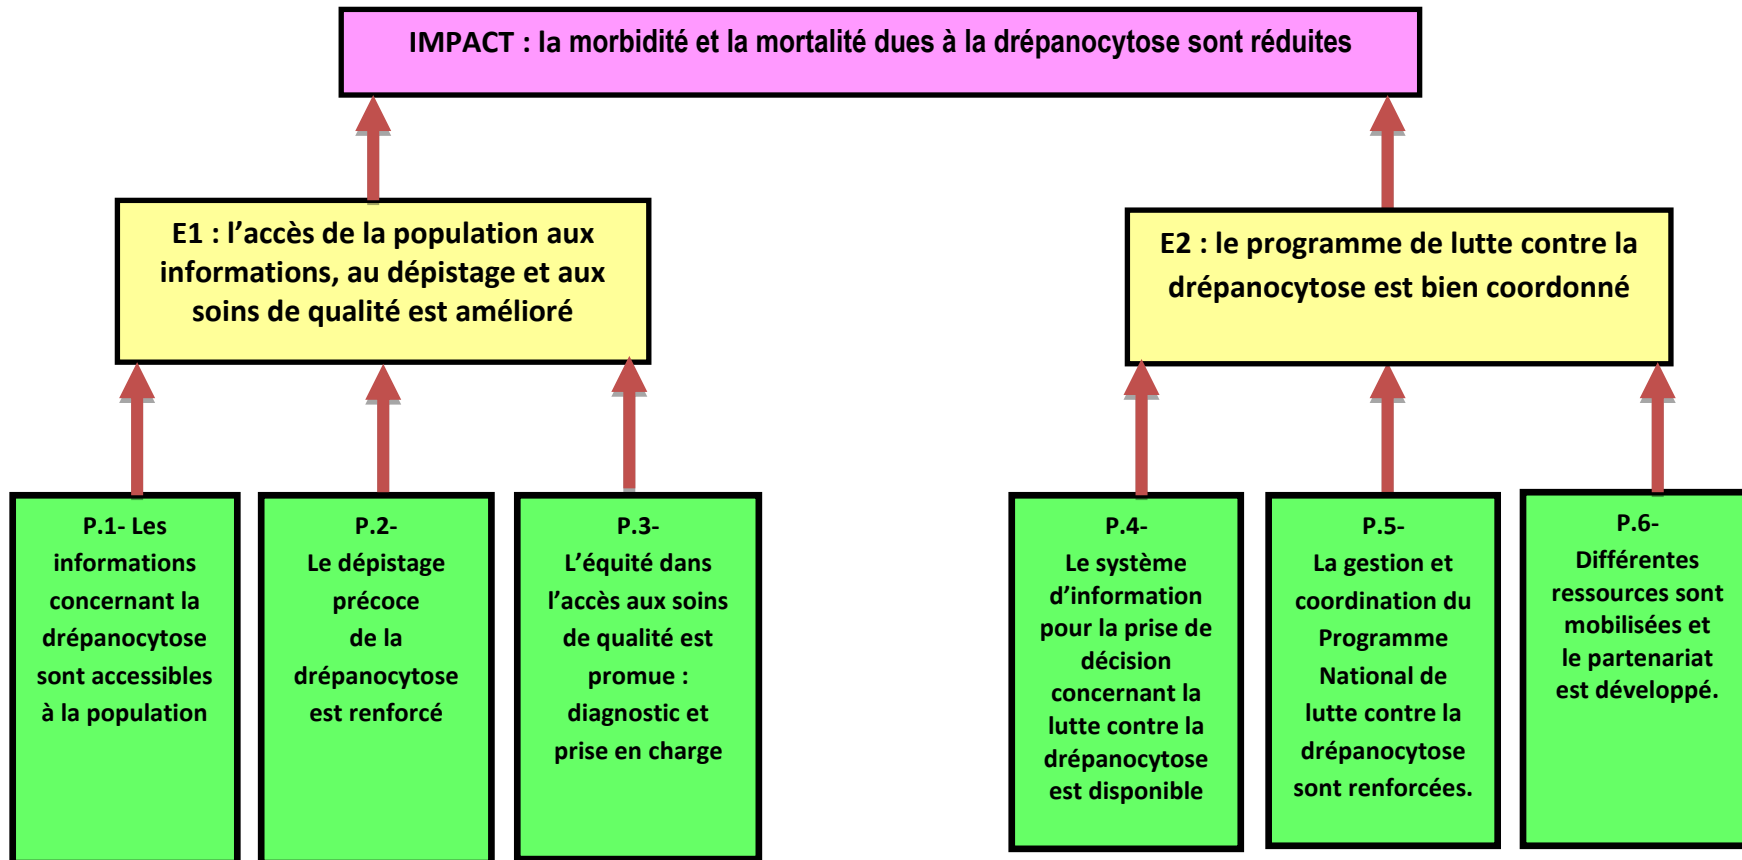 IMPACT : la morbidité et la mortalité dues à la drépanocytose sont réduites
E1 : l’accès de la population aux
informations, au dépistage et aux
soins de qualité est amélioré
E2 : le programme de lutte contre la
drépanocytose est bien coordonné
P.1- Les
informations
concernant la
drépanocytose
sont accessibles
à la population
P.2-
Le dépistage
précoce
de la
drépanocytose
est renforcé
P.3-
L’équité dans
l’accès aux soins
de qualité est
promue :
diagnostic et
prise en charge
P.4-
Le système
d’information
pour la prise de
décision
concernant la
lutte contre la
drépanocytose
est disponible
P.5-
La gestion et
coordination du
Programme
National de
lutte contre la
drépanocytose
sont renforcées.
P.6-
Différentes
ressources sont
mobilisées et
le partenariat
est développé.